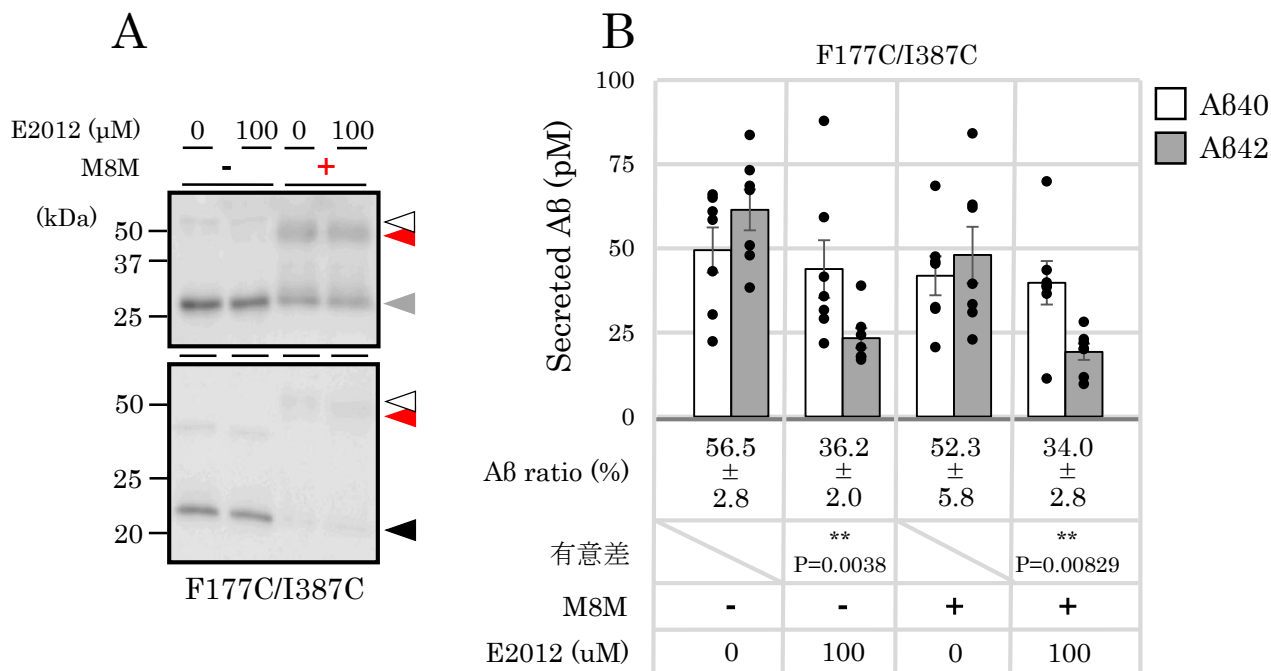 A
E2012 (μM) 0 100 0 100
M8M - +
(kDa)
50
37
25
50
25
20
F177C/I387C
B
F177C/I387C
Aβ40
Aβ42
Secreted Aβ (pM)
100
75
50
25
0
Aβ ratio (%) 56.5 ± 2.8 36.2 ± 2.0 52.3 ± 5.8 34.0 ± 2.8
有意差 ** P=0.0038 ** P=0.00829
M8M - - + +
E2012 (uM) 0 100 0 100